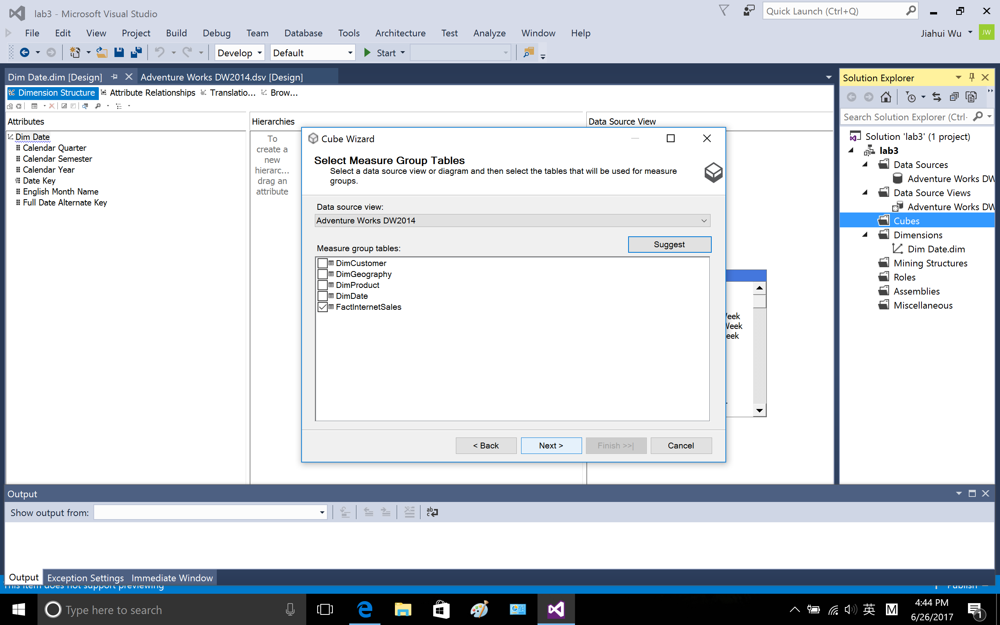 lab3 - Microsoft Visual Studio
Quick Launch (Ctrl+Q)
File Edit View Project Build Debug Team Database Tools Architecture Test Analyze Window Help
Jiahui Wu JW
Develop Default Start
Dim Date.dim [Design] Adventure Works DW2014.dsv [Design]
Dimension Structure Attribute Relationships Translatio... Brow...
Attributes
Dim Date
Calendar Quarter
Calendar Semester
Calendar Year
Date Key
English Month Name
Full Date Alternate Key
Hierarchies
To
create a
new
hierarc...
drag an
attribute
Data Source View
eek
Week
eek
Cube Wizard
Select Measure Group Tables
Select a data source view or diagram and then select the tables that will be used for measure
groups.
Data source view:
Adventure Works DW2014
Suggest
Measure group tables:
DimCustomer
DimGeography
DimProduct
DimDate
FactInternetSales
< Back Next > Finish >>| Cancel
Solution Explorer
Search Solution Explorer (Ctrl-
Solution 'lab3' (1 project)
lab3
Data Sources
Adventure Works DW
Data Source Views
Adventure Works DW
Cubes
Dimensions
Dim Date.dim
Mining Structures
Roles
Assemblies
Miscellaneous
Output
Show output from:
Output Exception Settings Immediate Window
This item does not support previewing
Publish
Type here to search
英 M
4:44 PM
6/26/2017
1